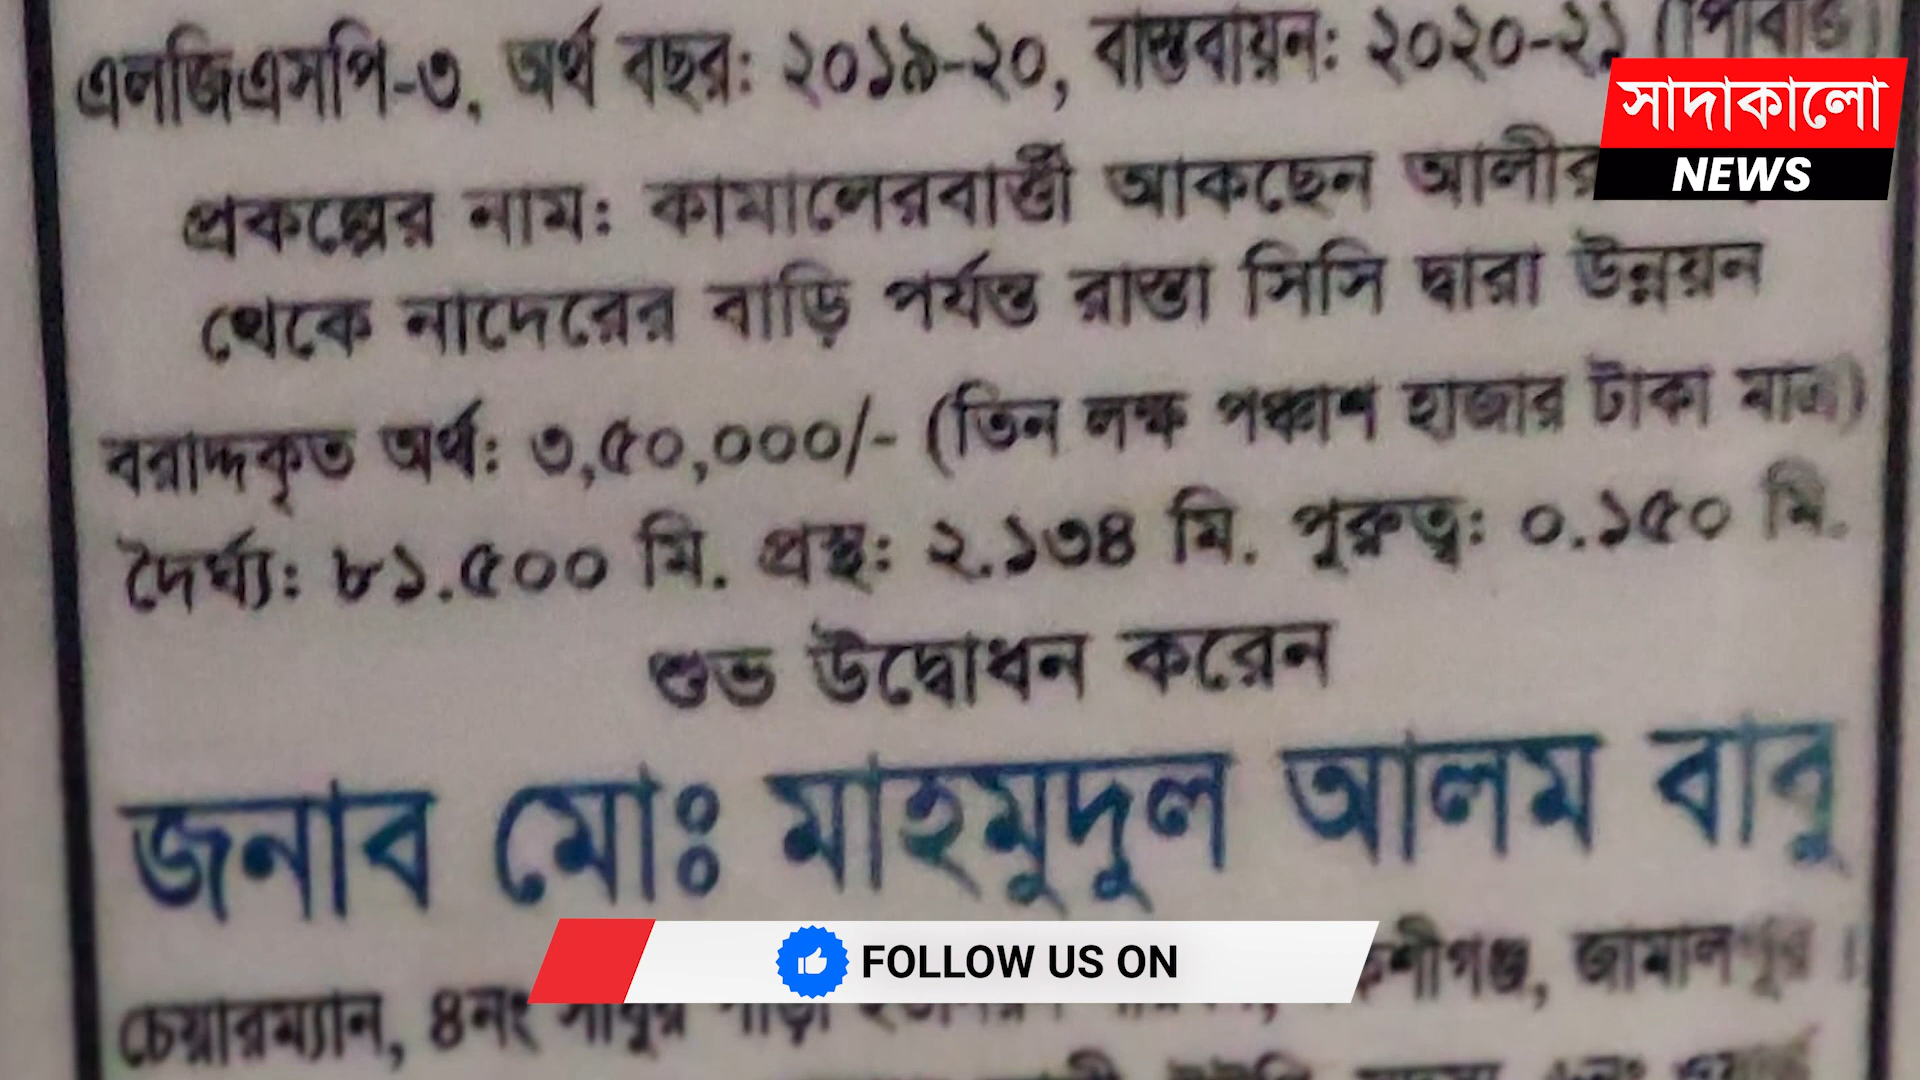 এলজিএসপি-৩, অর্থ বছর: ২০১৯-২০, বাস্তবায়ন: ২০২০-২১
সাদাকালো
NEWS
প্রকল্পের নাম: কামালেরবার্ত্তী আকছেন আলীর
থেকে নাদেরের বাড়ি পর্যন্ত রাস্তা সিসি দ্বারা উন্নয়ন
বরাদ্দকৃত অর্থ: ৩,৫০,০০০/- (তিন লক্ষ পঞ্চাশ হাজার টাকা মাত্র)
দৈর্ঘ্য: ৮১.৫০০ মি. প্রস্থ: ২.১৩৪ মি. পুরুত্ব: ০.১৫০ মি.
শুভ উদ্বোধন করেন
জনাব মোঃ মাহমুদুল আলম বাবু
FOLLOW US ON
চেয়ারম্যান, ৪নং জামালপুর।